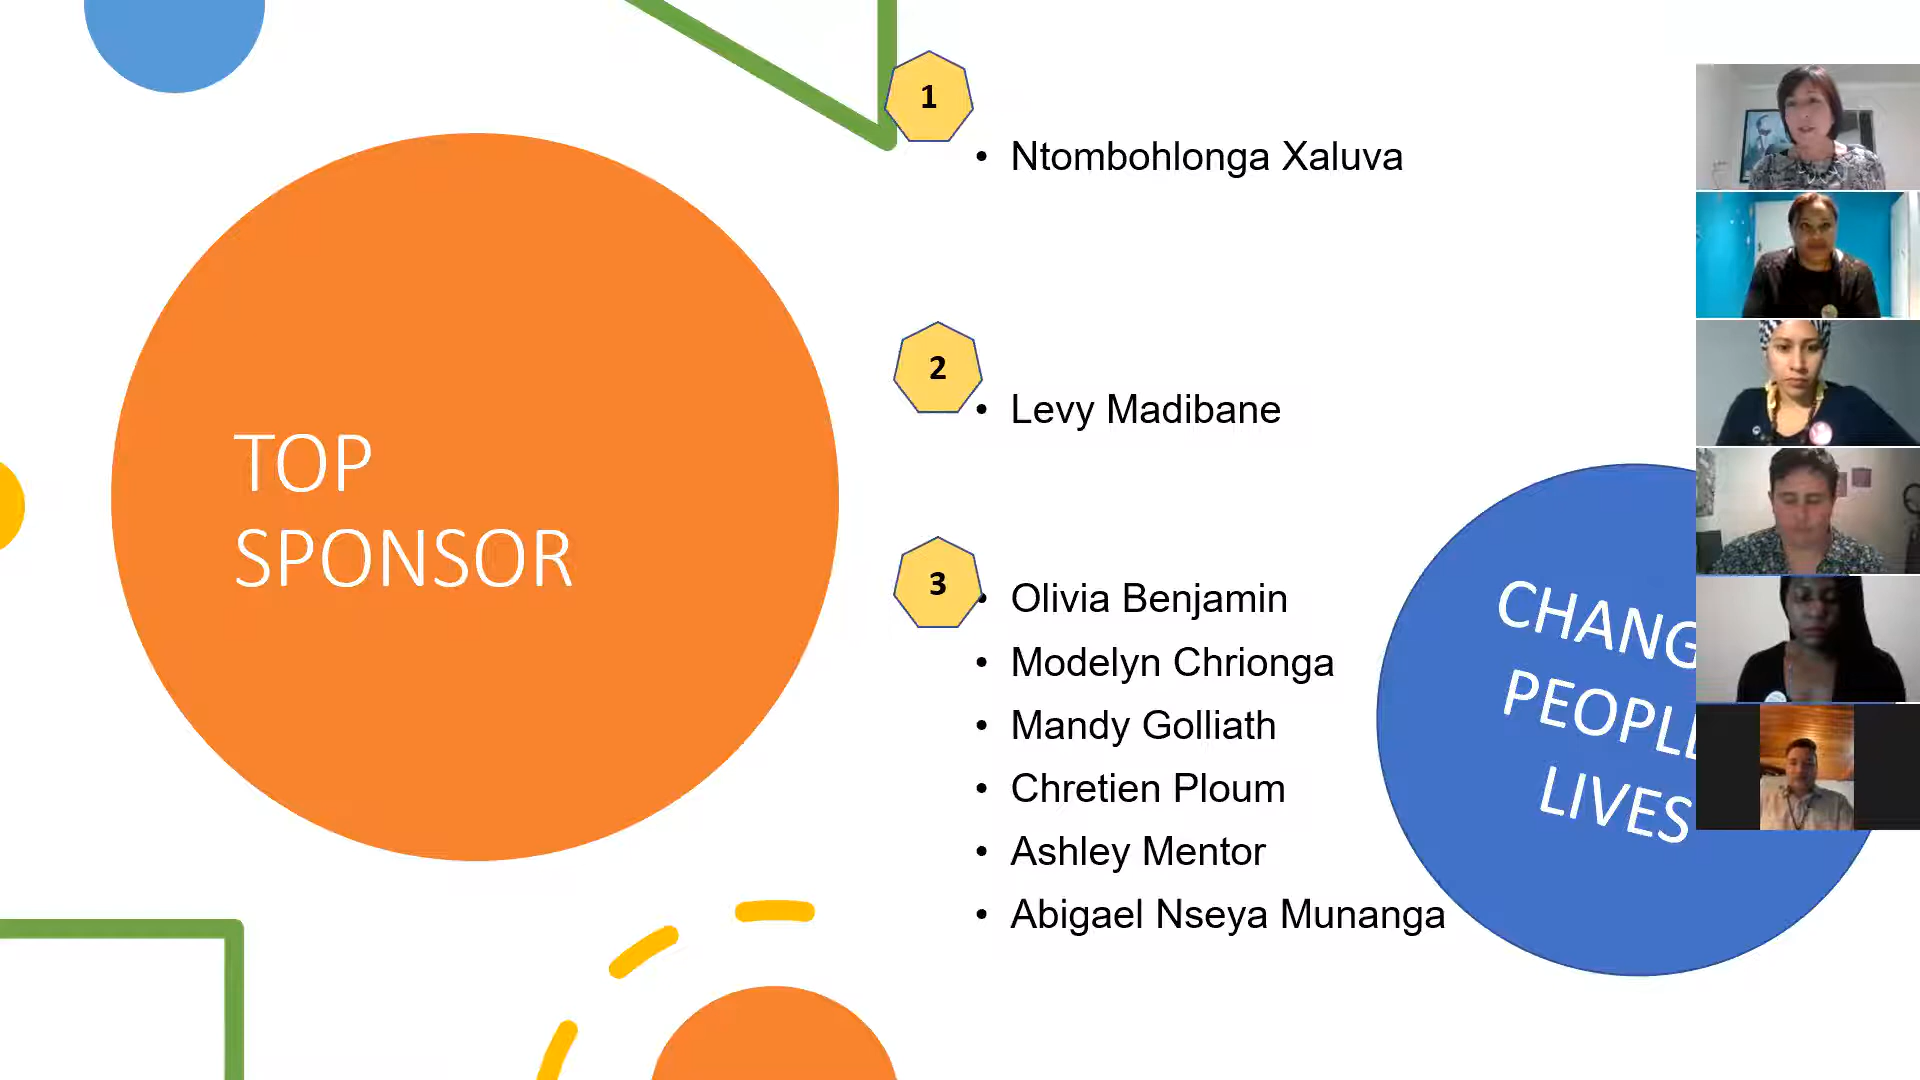 TOP
SPONSOR
1
Ntombohlonga Xaluva
2
Levy Madibane
3
Olivia Benjamin
Modelyn Chrionga
Mandy Golliath
Chretien Ploum
Ashley Mentor
Abigael Nseya Munanga
CHANG
PEOPL
LIVES